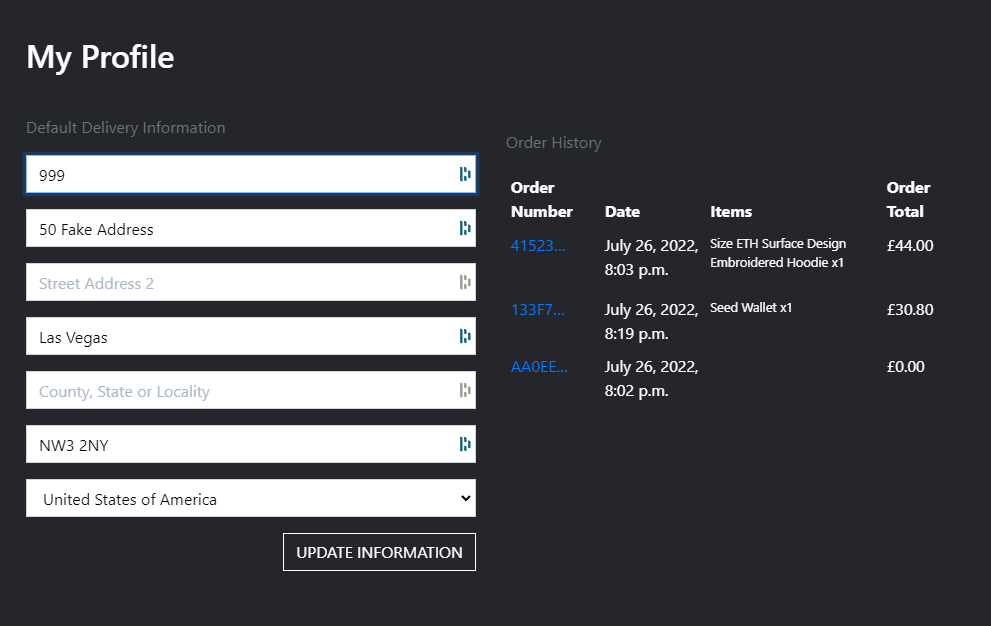 My Profile
Default Delivery Information
999
50 Fake Address
Street Address 2
Las Vegas
County, State or Locality
NW3 2NY
United States of America
UPDATE INFORMATION
Order History
Order Number Date Items Order Total
41523... July 26, 2022, 8:03 p.m. Size ETH Surface Design Embroidered Hoodie x1 £44.00
133F7... July 26, 2022, 8:19 p.m. Seed Wallet x1 £30.80
AA0EE... July 26, 2022, 8:02 p.m. £0.00